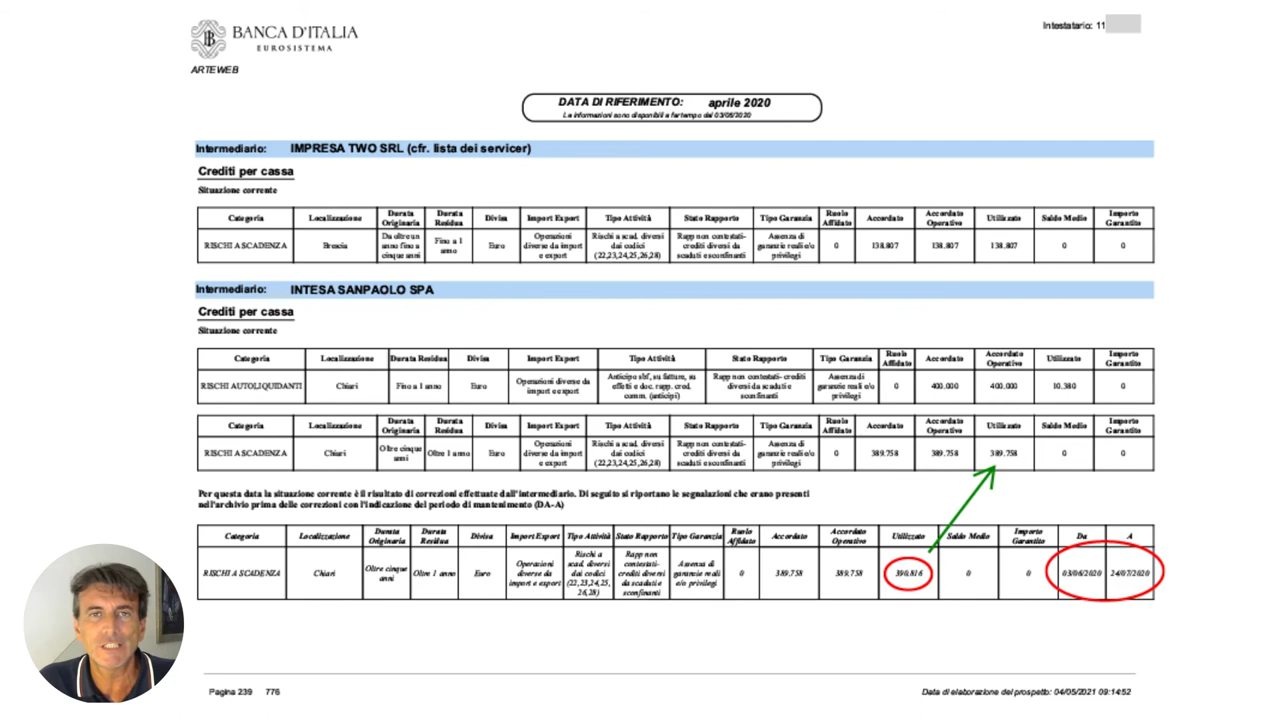 BANCA D'ITALIA
EUROSISTEMA
Intestatario: 11
ARTEWEB
DATA DI RIFERIMENTO: aprile 2020
Le informazioni sono disponibili a far tempo dal 03/06/2020
Intermediario: IMPRESA TWO SRL (cfr. lista dei servicer)
Crediti per cassa
Situazione corrente
Categoria Localizzazione Durata Originaria Durata Residua Divisa Import Export Tipo Attività Stato Rapporto Tipo Garanzia Ruolo Affidato Accordato Accordato Operativo Utilizzato Saldo Medio Importo Garantito
RISCHI A SCADENZA Brescia Da oltre un anno fino a cinque anni Fino a 1 anno Euro Operazioni diverse da import e export Rischi a scad. diversi dai codici (22,23,24,25,26,28) Rapp non contestati- crediti diversi da scaduti e sconfinanti Assenza di garanzie reali e/o privilegi 0 138.807 138.807 138.807 0 0
Intermediario: INTESA SANPAOLO SPA
Crediti per cassa
Situazione corrente
Categoria Localizzazione Durata Residua Divisa Import Export Tipo Attività Stato Rapporto Tipo Garanzia Ruolo Affidato Accordato Accordato Operativo Utilizzato Importo Garantito
RISCHI AUTOLIQUIDANTI Chiari Fino a 1 anno Euro Operazioni diverse da import e export Anticipo sbf, su fatture, su effetti e doc. rapp. cred. comm. (anticipi) Rapp non contestati- crediti diversi da scaduti e sconfinanti Assenza di garanzie reali e/o privilegi 0 400.000 400.000 10.380 0
Categoria Localizzazione Durata Originaria Durata Residua Divisa Import Export Tipo Attività Stato Rapporto Tipo Garanzia Ruolo Affidato Accordato Accordato Operativo Utilizzato Saldo Medio Importo Garantito
RISCHI A SCADENZA Chiari Oltre cinque anni Oltre 1 anno Euro Operazioni diverse da import e export Rischi a scad. diversi dai codici (22,23,24,25,26,28) Rapp non contestati- crediti diversi da scaduti e sconfinanti Assenza di garanzie reali e/o privilegi 0 389.758 389.758 389.758 0 0
Per questa data la situazione corrente è il risultato di correzioni effettuate dall'intermediario. Di seguito si riportano le segnalazioni che erano presenti
nell'archivio prima delle correzioni con l'indicazione del periodo di mantenimento (DA-A)
Categoria Localizzazione Durata Originaria Durata Residua Divisa Import Export Tipo Attività Stato Rapporto Tipo Garanzia Ruolo Affidato Accordato Accordato Operativo Utilizzato Saldo Medio Importo Garantito Da A
RISCHI A SCADENZA Chiari Oltre cinque anni Oltre 1 anno Euro Operazioni diverse da import e export Rischi a scad. diversi dai codici (22,23,24,25, 26,28) Rapp non contestati- crediti diversi da scaduti e sconfinanti Assenza di garanzie reali e/o privilegi 0 389.758 389.758 390.816 0 0 03/06/2020 24/07/2020
Pagina 239 776
Data di elaborazione del prospetto: 04/05/2021 09:14:52